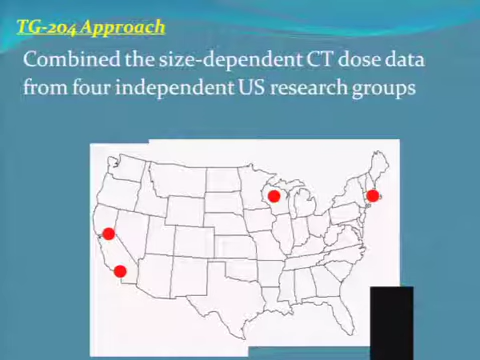 TG-204 Approach
Combined the size-dependent CT dose data
from four independent US research groups